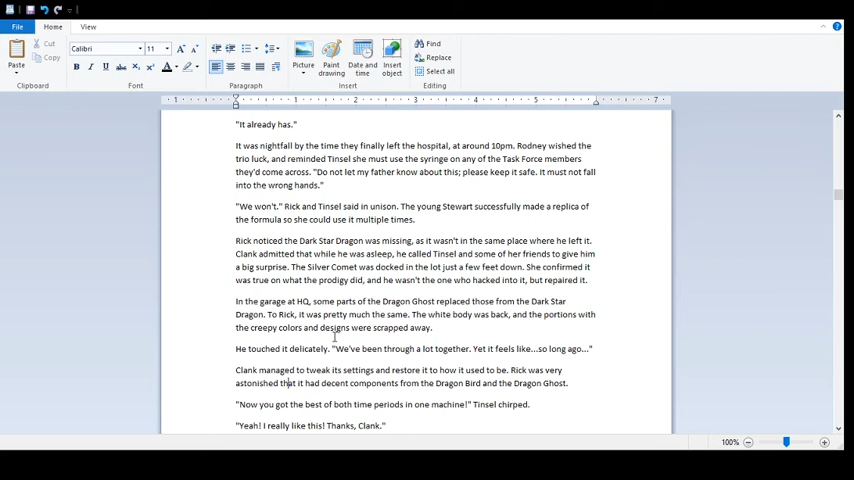 File Home View
Paste
Cut
Copy
Clipboard
Calibri 11
B I U abc X₂ X² A
Font
Paragraph
Picture
Paint drawing
Date and time
Insert object
Insert
Find
Replace
Select all
Editing
1 1 2 3 4 5 6 7
"It already has."
It was nightfall by the time they finally left the hospital, at around 10pm. Rodney wished the
trio luck, and reminded Tinsel she must use the syringe on any of the Task Force members
they'd come across. "Do not let my father know about this; please keep it safe. It must not fall
into the wrong hands."
"We won't." Rick and Tinsel said in unison. The young Stewart successfully made a replica of
the formula so she could use it multiple times.
Rick noticed the Dark Star Dragon was missing, as it wasn't in the same place where he left it.
Clank admitted that while he was asleep, he called Tinsel and some of her friends to give him
a big surprise. The Silver Comet was docked in the lot just a few feet down. She confirmed it
was true on what the prodigy did, and he wasn't the one who hacked into it, but repaired it.
In the garage at HQ, some parts of the Dragon Ghost replaced those from the Dark Star
Dragon. To Rick, it was pretty much the same. The white body was back, and the portions with
the creepy colors and designs were scrapped away.
He touched it delicately. "We've been through a lot together. Yet it feels like...so long ago..."
Clank managed to tweak its settings and restore it to how it used to be. Rick was very
astonished that it had decent components from the Dragon Bird and the Dragon Ghost.
"Now you got the best of both time periods in one machine!" Tinsel chirped.
"Yeah! I really like this! Thanks, Clank."
100%